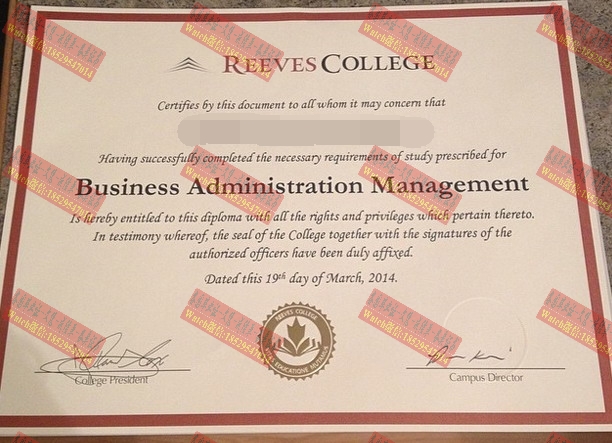 REEVES COLLEGE
Certifies by this document to all whom it may concern that
Having successfully completed the necessary requirements of study prescribed for
Business Administration Management
Is hereby entitled to this diploma with all the rights and privileges which pertain thereto.
In testimony whereof, the seal of the College together with the signatures of the
authorized officers have been duly affixed.
Dated this 19th day of March, 2014.
REEVES COLLEGE
College President
Campus Director